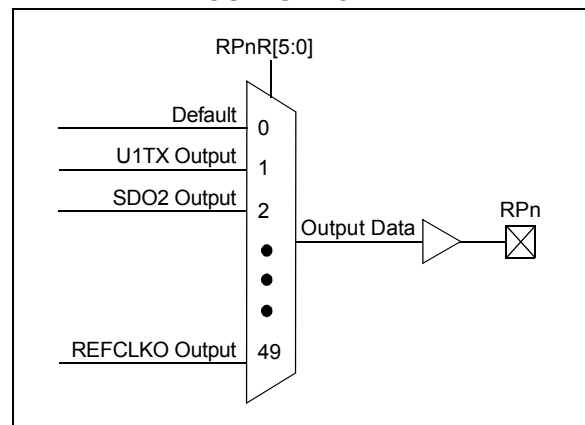 RPnR[5:0]
Default
0
U1TX Output
1
SDO2 Output
2
Output Data
RPn
REFCLKO Output
49